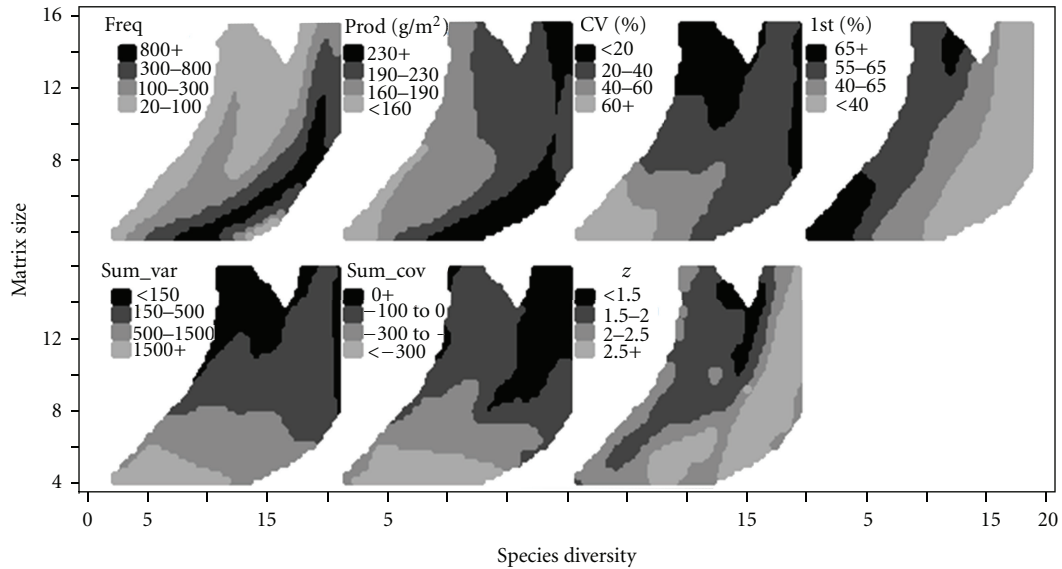 16
12
8
Freq
800+
300–800
100–300
20–100
Prod (g/m²)
230+
190–230
160–190
<160
CV (%)
<20
20–40
40–60
60+
1st (%)
65+
55–65
40–65
<40
Matrix size
12
8
4
Sum_var
<150
150–500
500–1500
1500+
Sum_cov
0+
−100 to 0
−300 to -
<−300
z
<1.5
1.5–2
2–2.5
2.5+
0 5 15 5 15 5 15 20
Species diversity